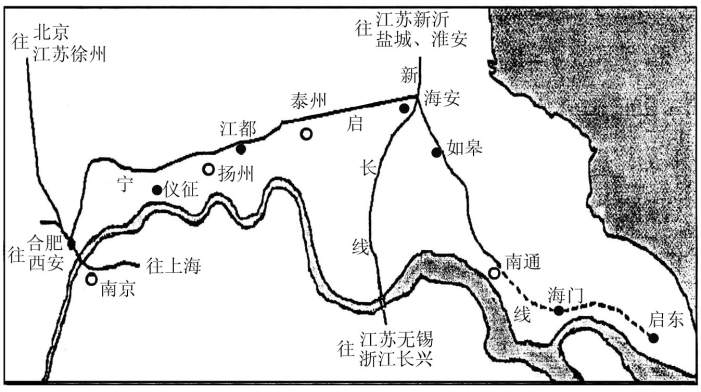 往 北京
江苏徐州
往 江苏新沂
盐城、淮安
新
泰州
启
海安
江都
如皋
宁
扬州
长
仪征
线
往 合肥
西安
往上海
南京
南通
海门
线
启东
往 江苏无锡
浙江长兴